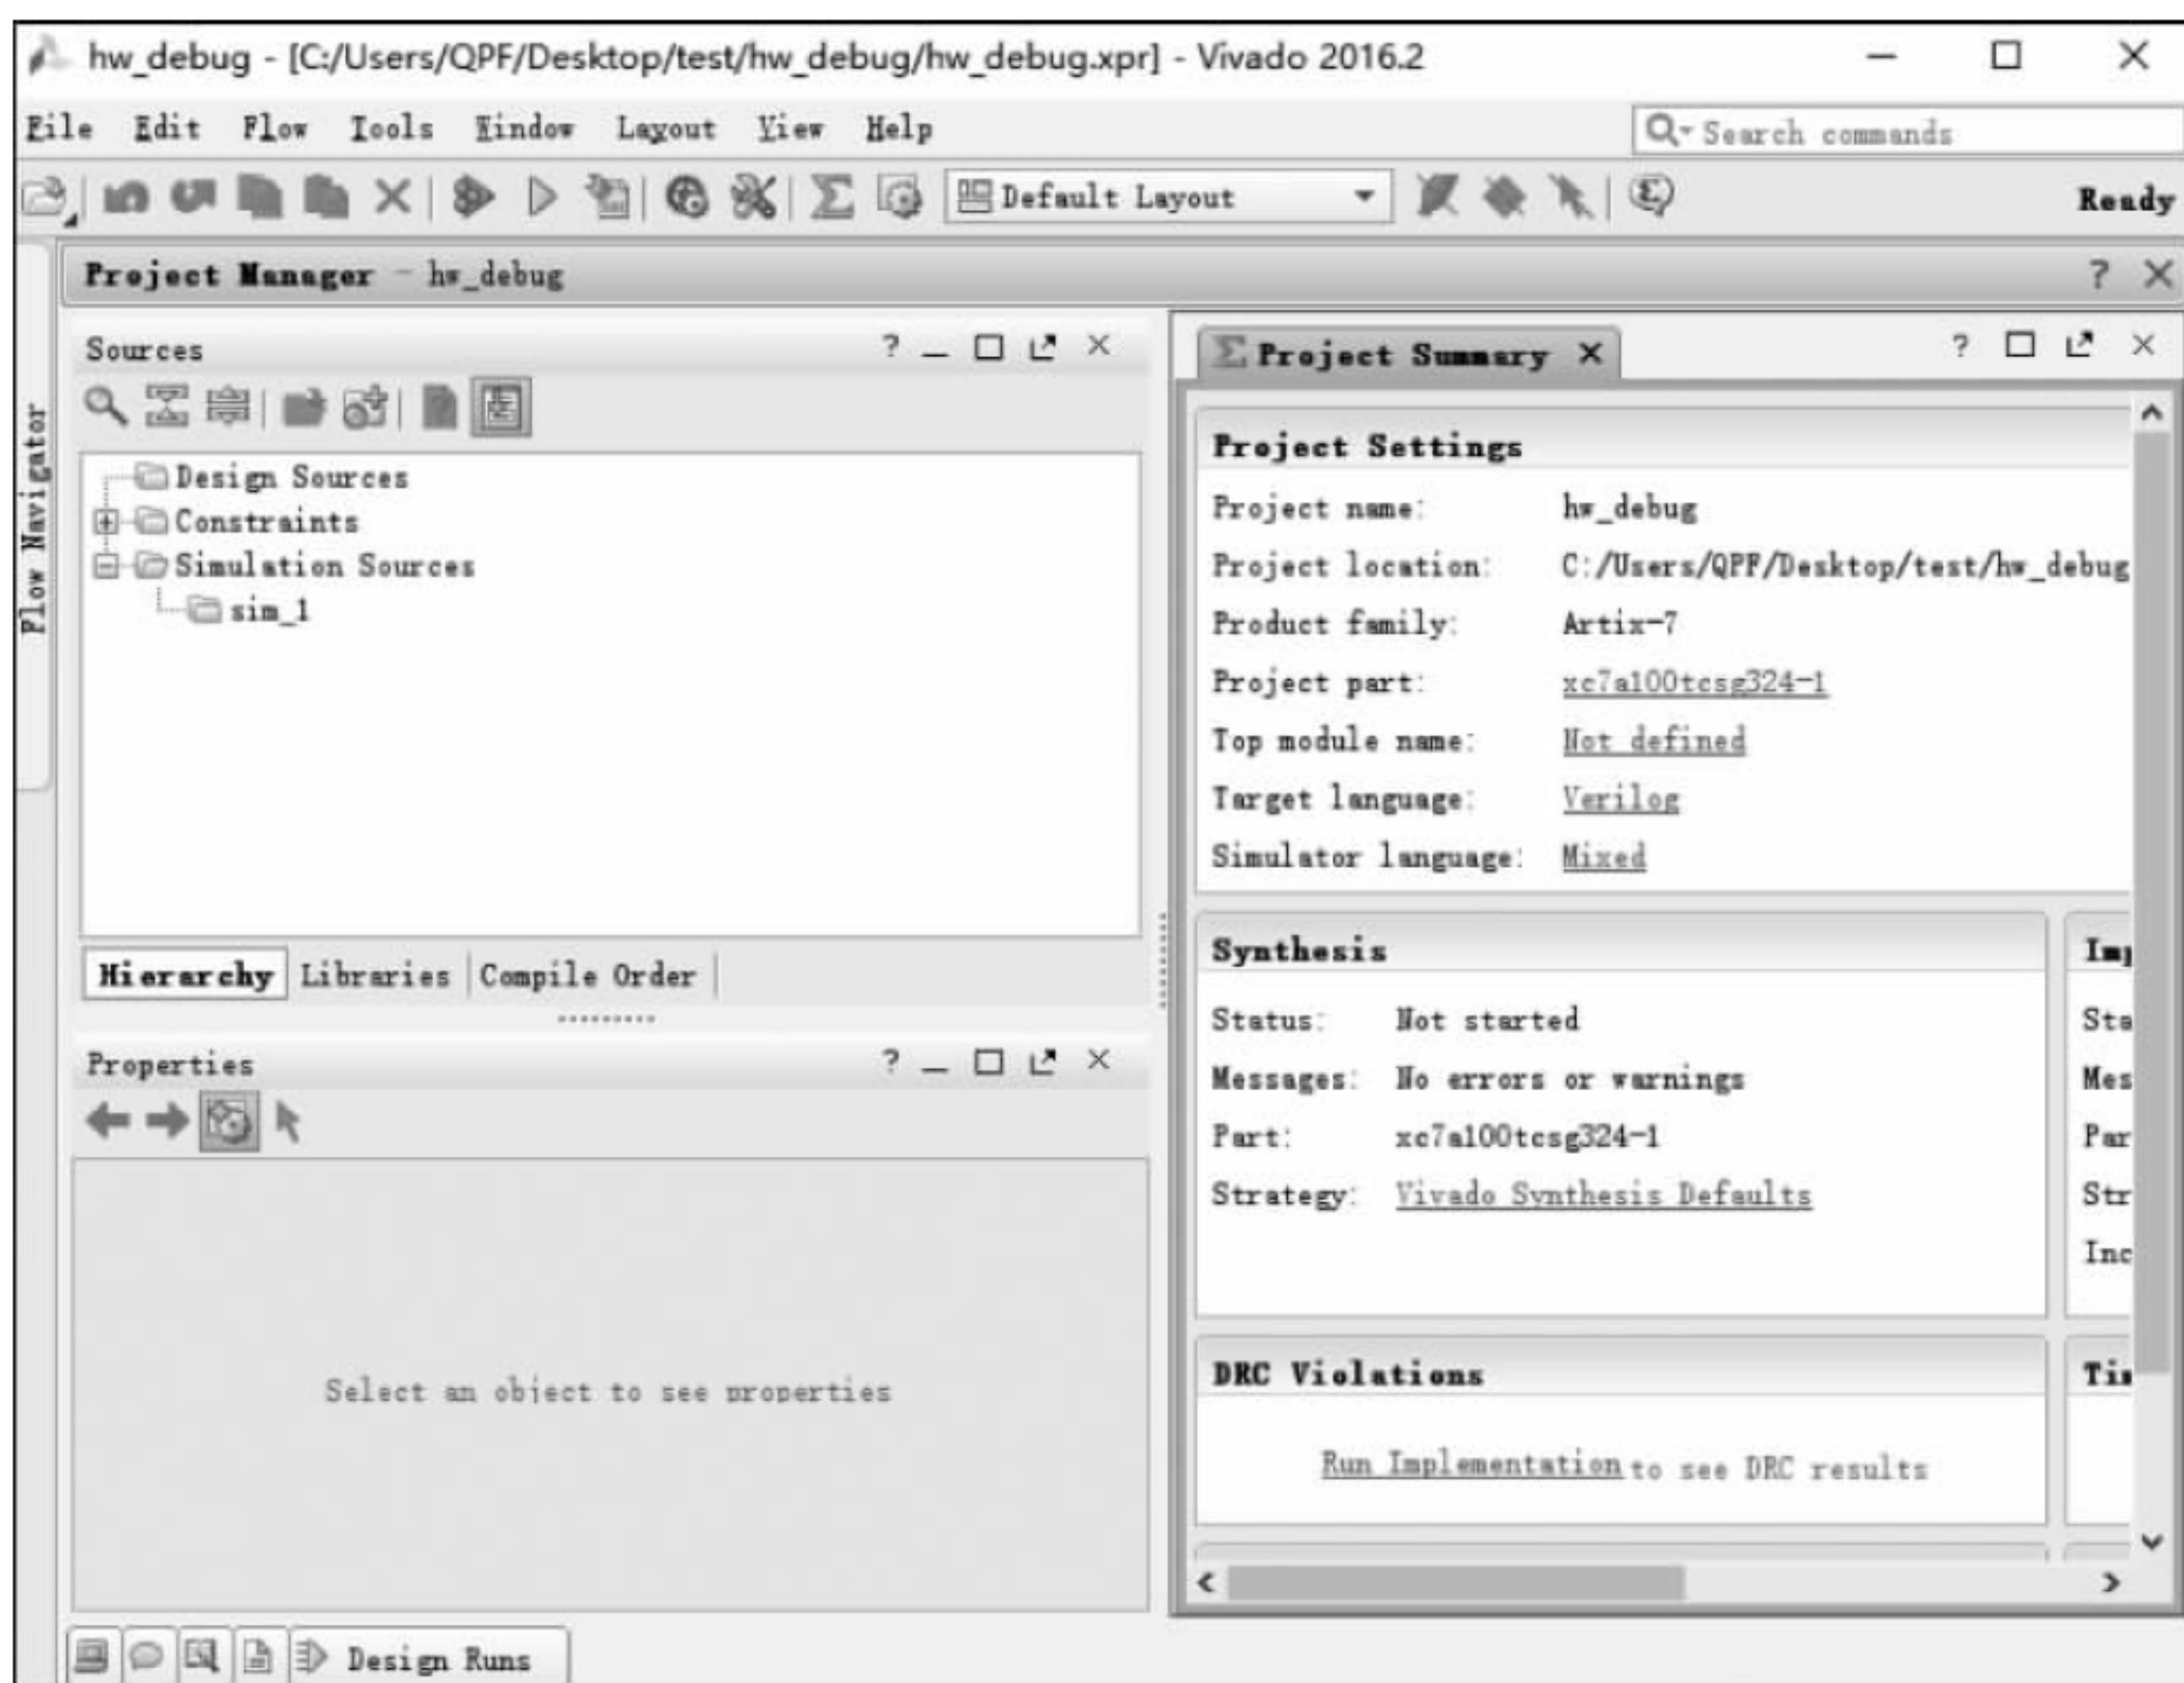 hw_debug - [C:/Users/QPF/Desktop/test/hw_debug/hw_debug.xpr] - Vivado 2016.2
File Edit Flow Tools Window Layout View Help
Search commands
Default Layout
Ready
Flow Navigator
Project Manager - hw_debug
Sources
Design Sources
Constraints
Simulation Sources
sim_1
Hierarchy Libraries Compile Order
Properties
Select an object to see properties
Design Runs
Project Summary
Project Settings
Project name: hw_debug
Project location: C:/Users/QPF/Desktop/test/hw_debug
Product family: Artix-7
Project part: xc7a100tcsg324-1
Top module name: Not defined
Target language: Verilog
Simulator language: Mixed
Synthesis
Status: Not started
Messages: No errors or warnings
Part: xc7a100tcsg324-1
Strategy: Vivado Synthesis Defaults
DRC Violations
Run Implementation to see DRC results
Sta
Mes
Par
Str
Inc